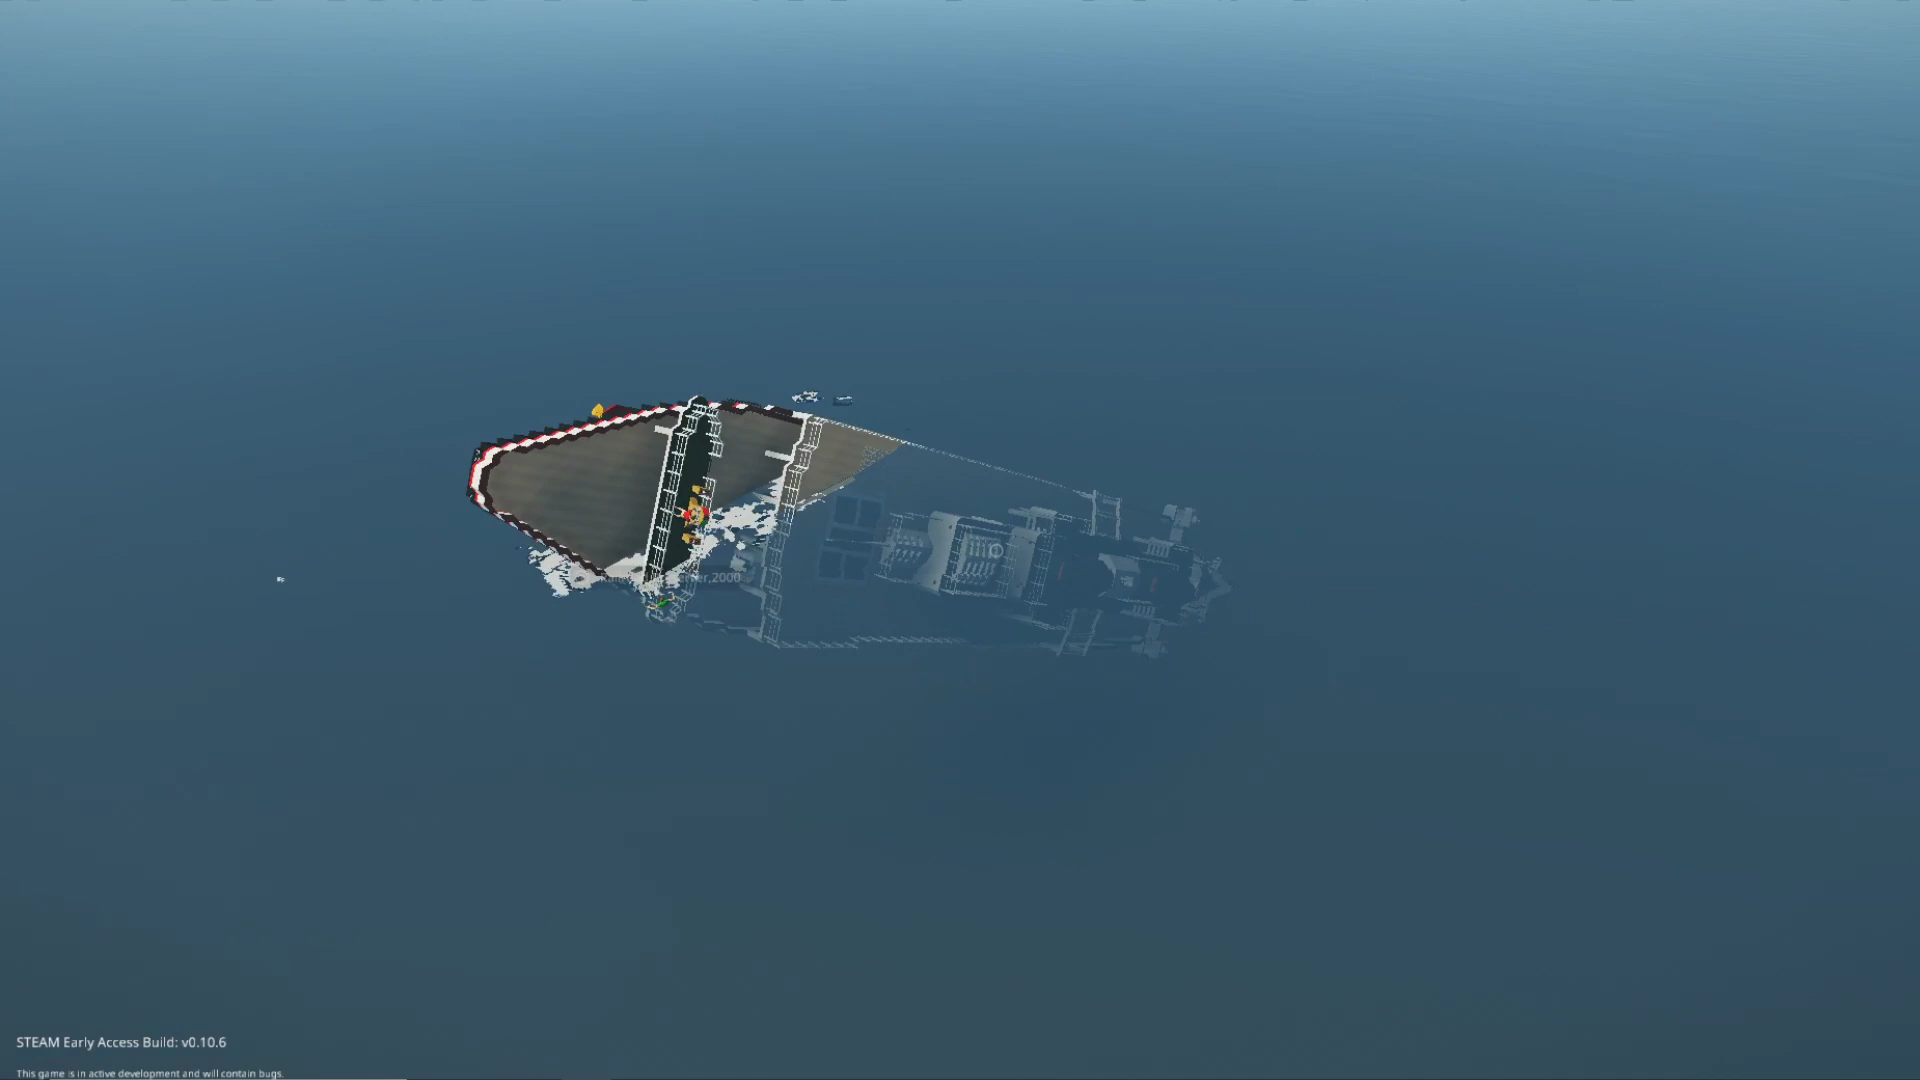 STEAM Early Access Build: v0.10.6
This game is in active development and will contain bugs.